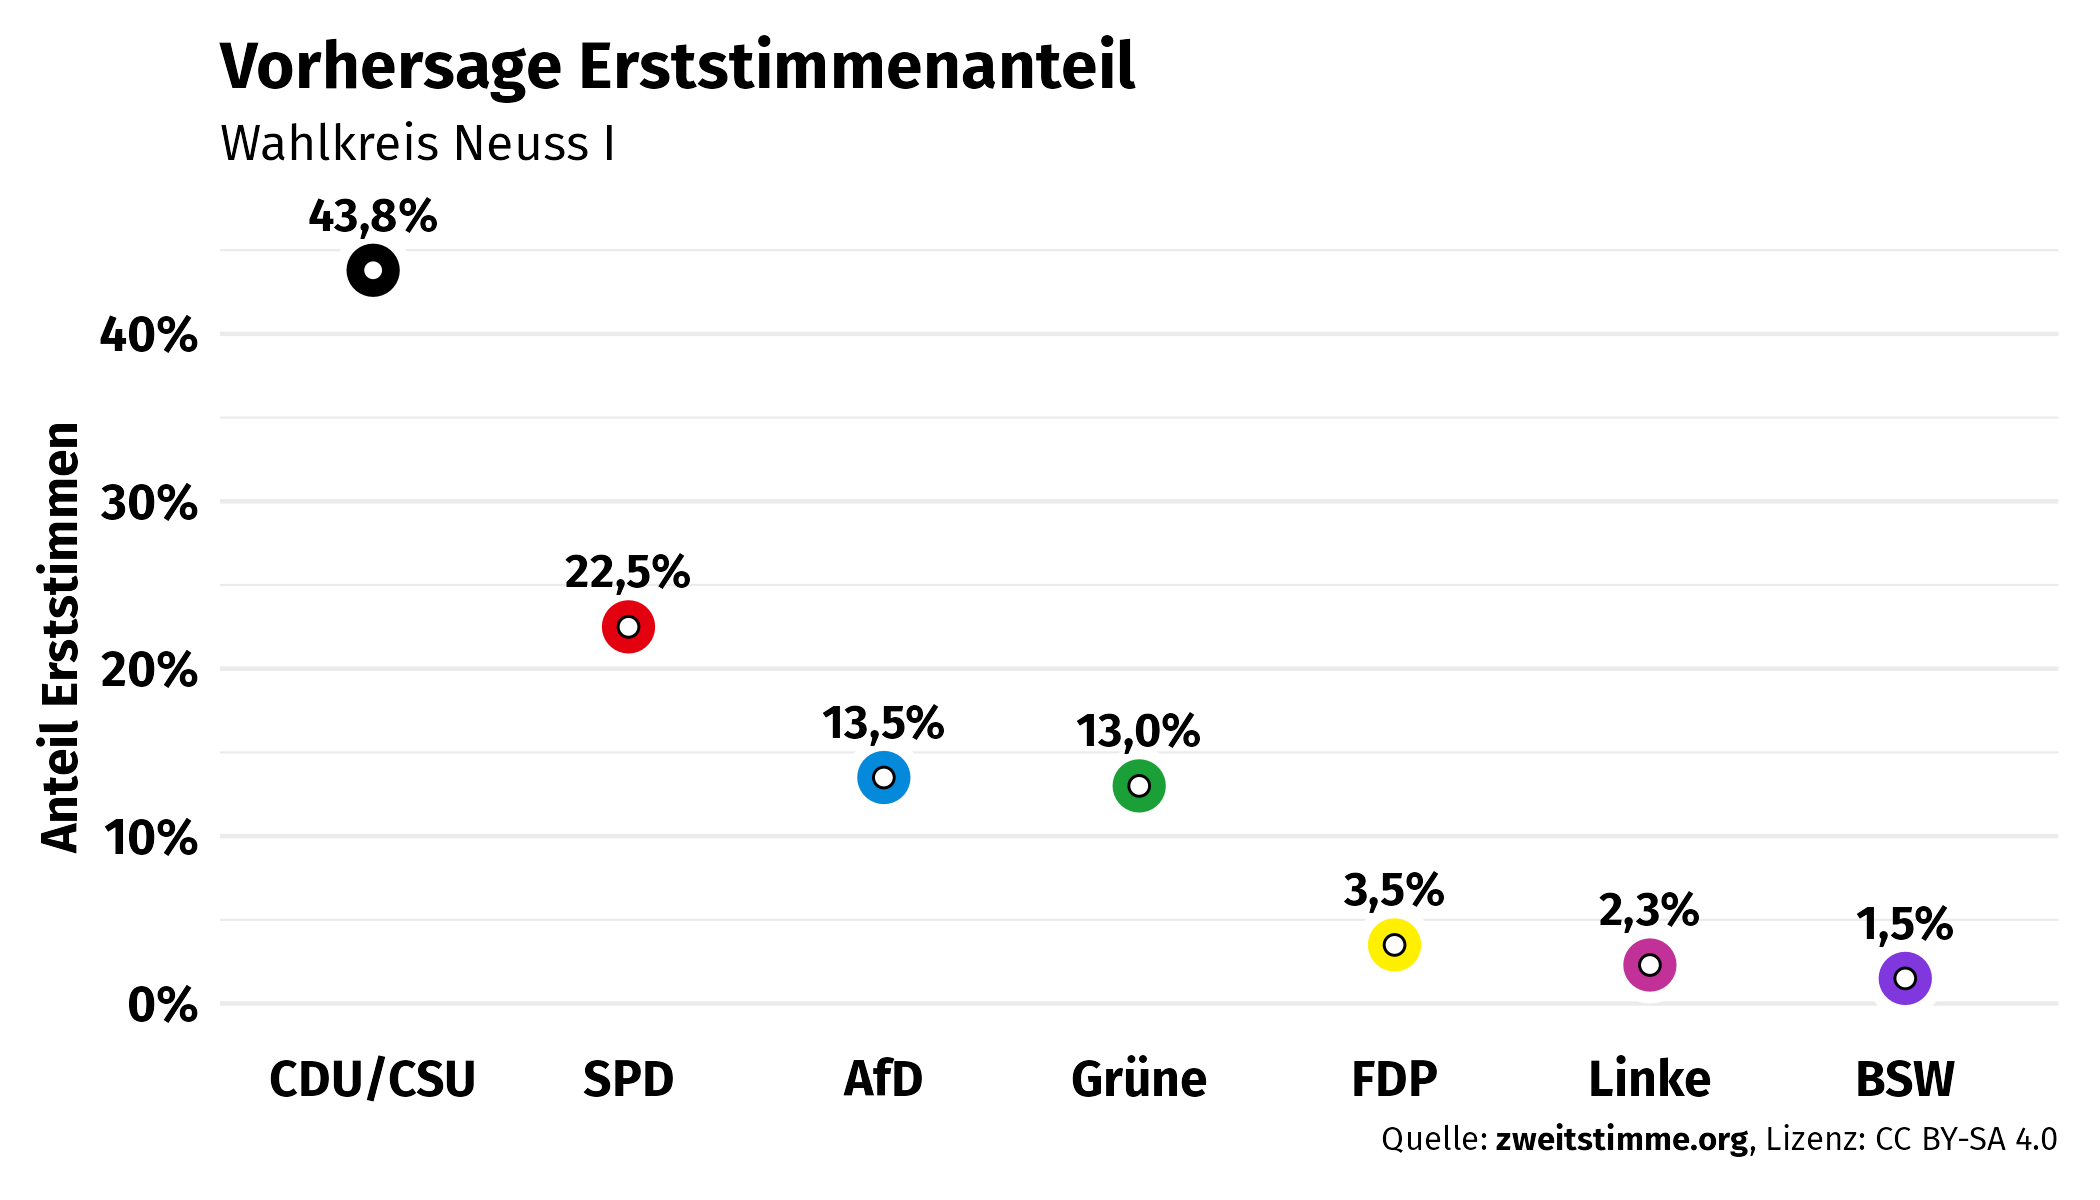 Vorhersage Erststimmenanteil
Wahlkreis Neuss I
43,8%
40%
30%
22,5%
20%
13,5%
13,0%
10%
3,5%
2,3%
1,5%
0%
Anteil Erststimmen
CDU/CSU SPD AfD Grüne FDP Linke BSW
Quelle: zweitstimme.org, Lizenz: CC BY-SA 4.0